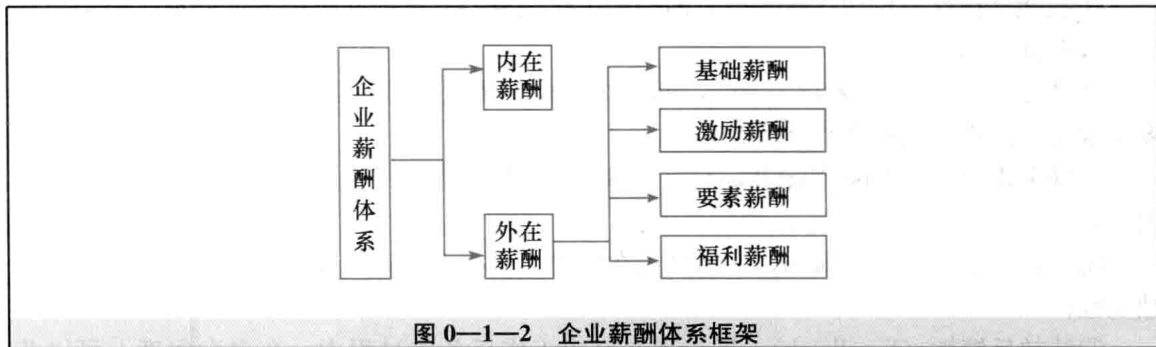 企业薪酬体系
内在
薪酬
外在
薪酬
基础薪酬
激励薪酬
要素薪酬
福利薪酬
图 0—1—2 企业薪酬体系框架